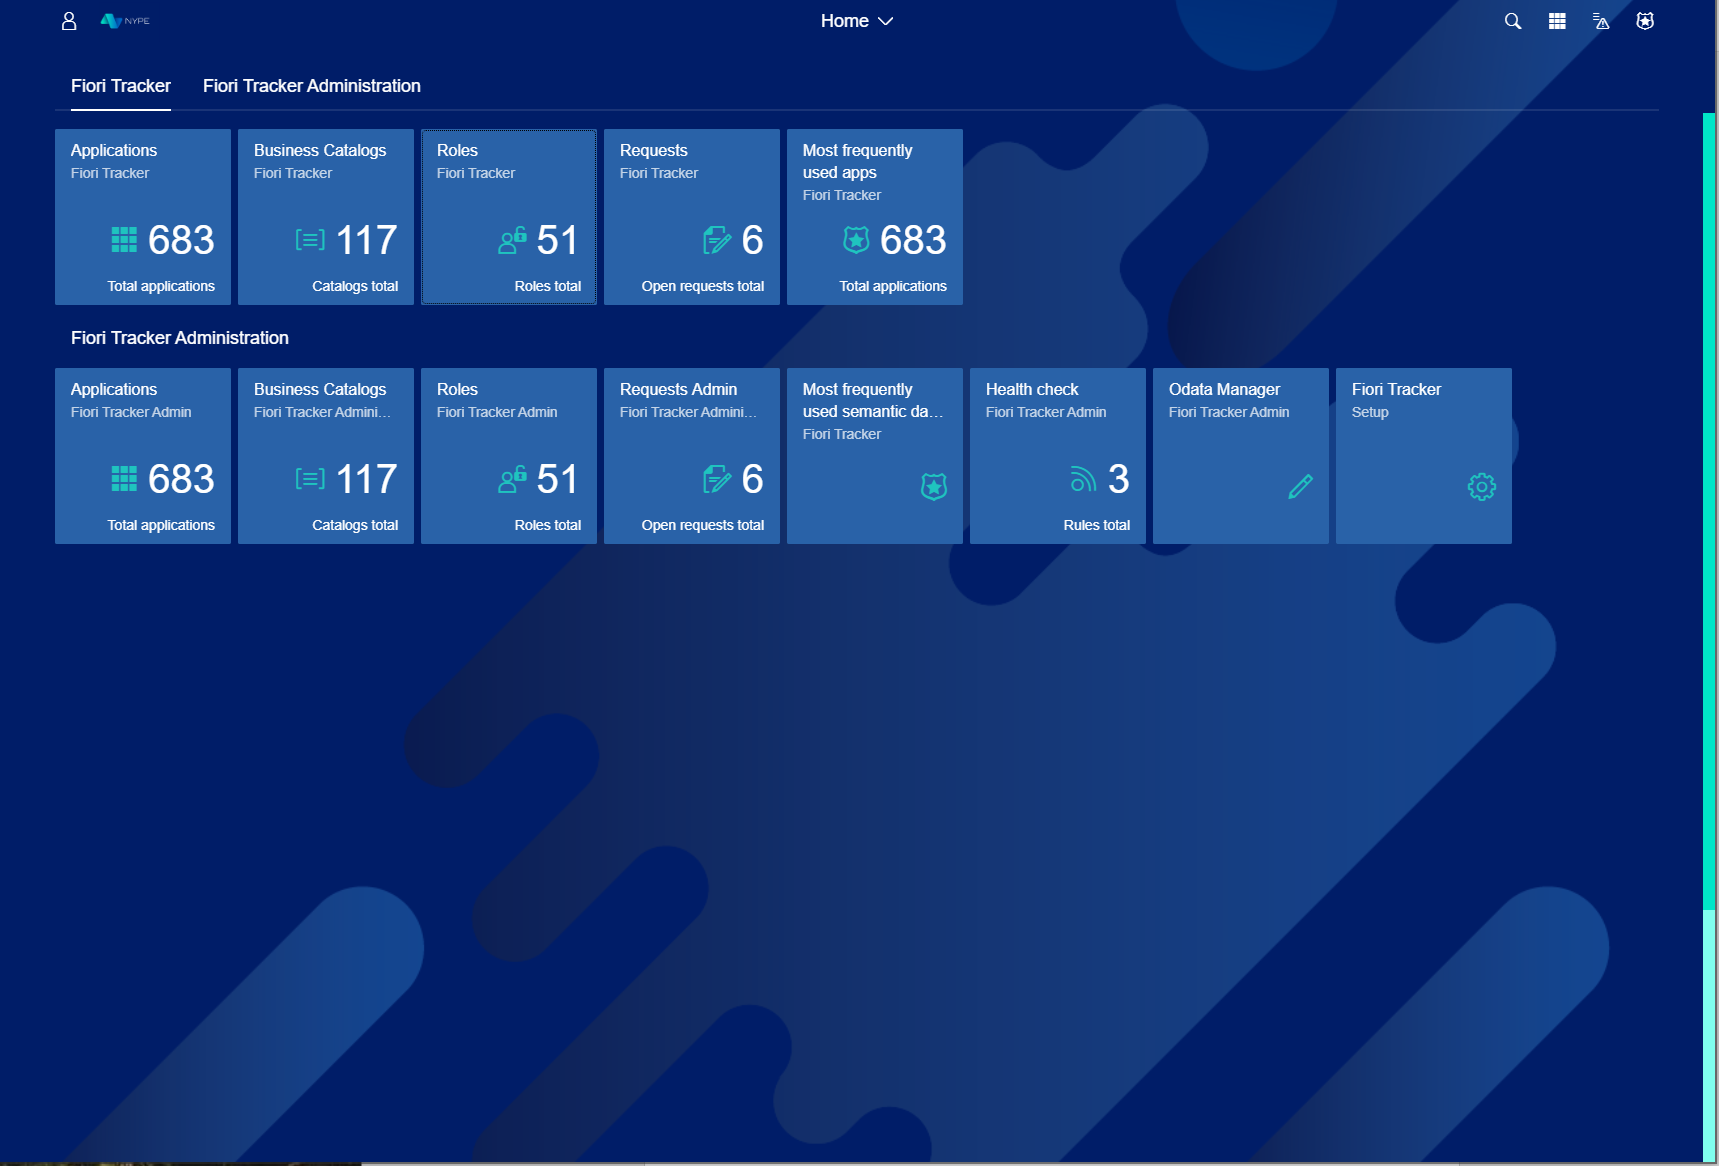 NYPE
Home
Fiori Tracker
Fiori Tracker Administration
Applications
Fiori Tracker
683
Total applications
Business Catalogs
Fiori Tracker
117
Catalogs total
Roles
Fiori Tracker
51
Roles total
Requests
Fiori Tracker
6
Open requests total
Most frequently
used apps
Fiori Tracker
683
Total applications
Fiori Tracker Administration
Applications
Fiori Tracker Admin
683
Total applications
Business Catalogs
Fiori Tracker Admini...
117
Catalogs total
Roles
Fiori Tracker Admin
51
Roles total
Requests Admin
Fiori Tracker Admini...
6
Open requests total
Most frequently
used semantic da...
Fiori Tracker
Health check
Fiori Tracker Admin
3
Rules total
Odata Manager
Fiori Tracker Admin
Fiori Tracker
Setup